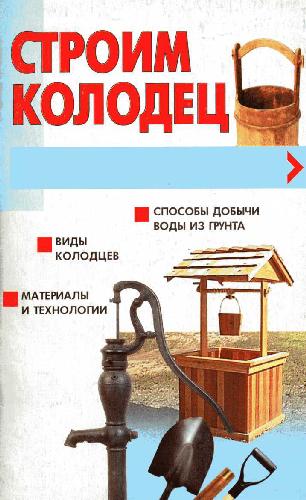 СТРОИМ
КОЛОДЕЦ
СПОСОБЫ ДОБЫЧИ
ВОДЫ ИЗ ГРУНТА
ВИДЫ
КОЛОДЦЕВ
МАТЕРИАЛЫ
И ТЕХНОЛОГИИ